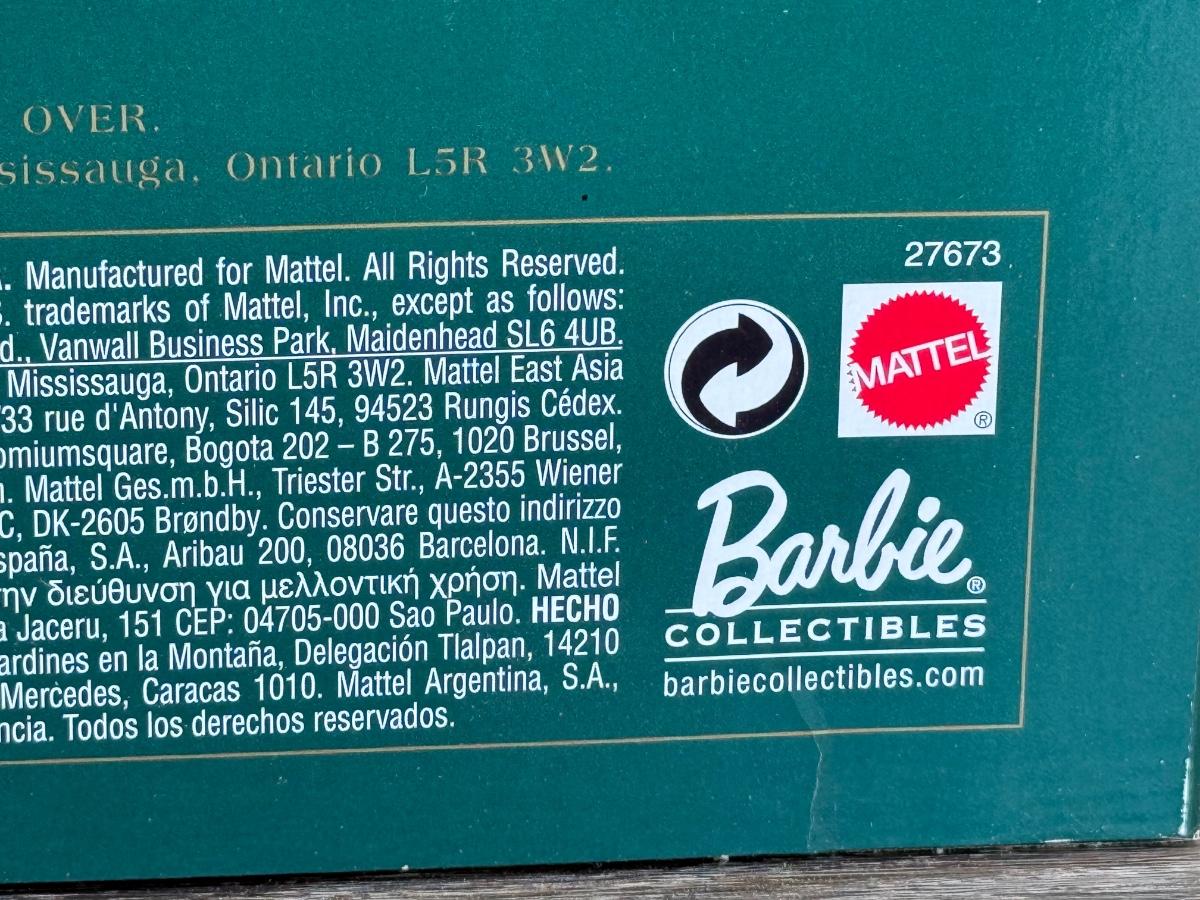 OVER.
sissauga, Ontario L5R 3W2.
27673
. Manufactured for Mattel. All Rights Reserved.
. trademarks of Mattel, Inc., except as follows:
d., Vanwall Business Park, Maidenhead SL6 4UB.
Mississauga, Ontario L5R 3W2. Mattel East Asia
33 rue d'Antony, Silic 145, 94523 Rungis Cédex.
omiumsquare, Bogota 202 – B 275, 1020 Brussel,
. Mattel Ges.m.b.H., Triester Str., A-2355 Wiener
C, DK-2605 Brøndby. Conservare questo indirizzo
spaña, S.A., Aribau 200, 08036 Barcelona. N.I.F.
την διεύθυνση για μελλοντική χρήση. Mattel
a Jaceru, 151 CEP: 04705-000 Sao Paulo. HECHO
ardines en la Montaña, Delegación Tlalpan, 14210
Mercedes, Caracas 1010. Mattel Argentina, S.A.,
ncia. Todos los derechos reservados.
MATTEL
®
Barbie®
COLLECTIBLES
barbiecollectibles.com